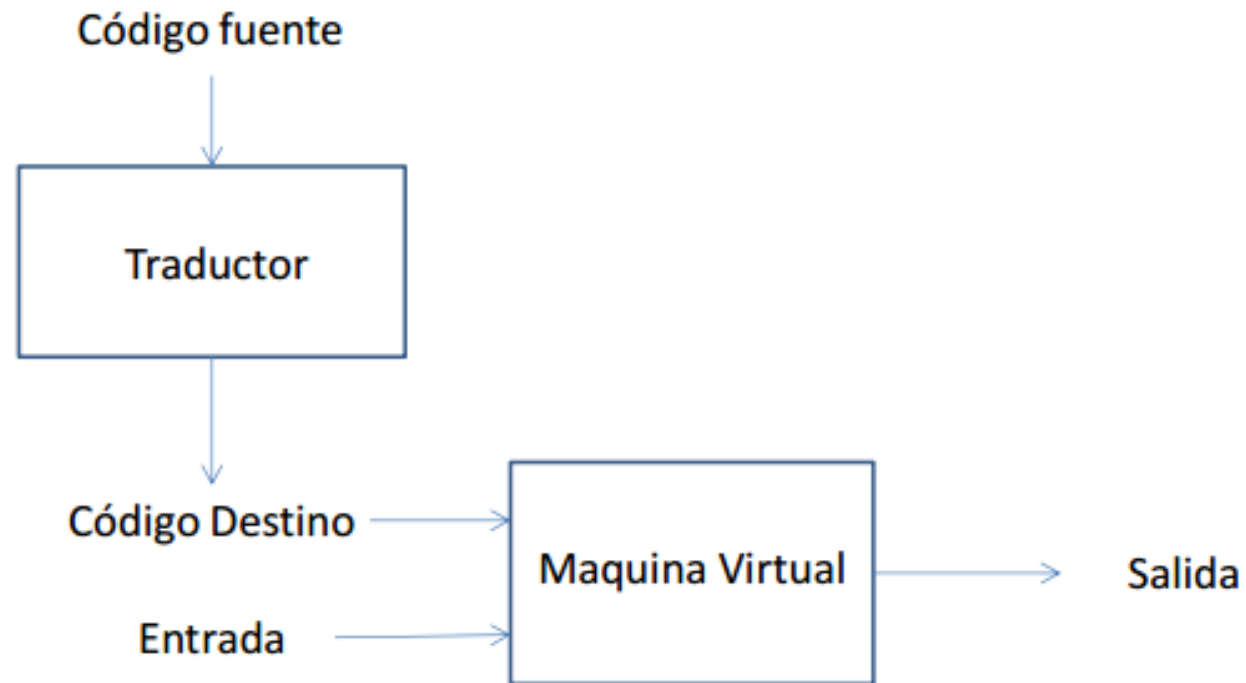 Código fuente
Traductor
Código Destino
Maquina Virtual
Salida
Entrada